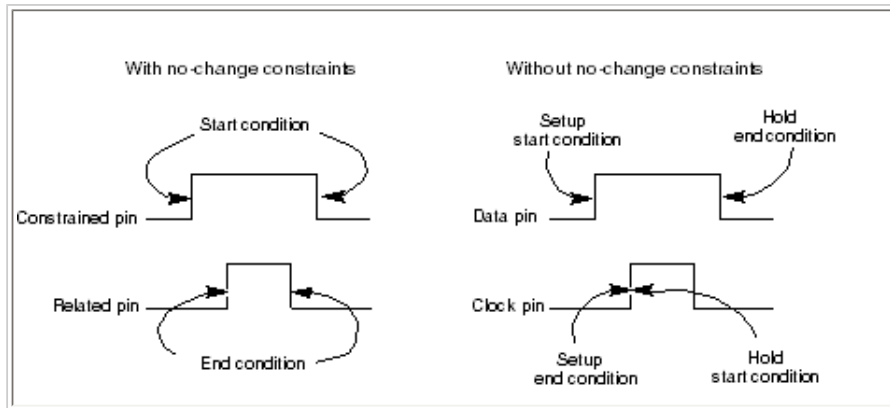 With no-change constraints
Start condition
Constrained pin
Related pin
End condition
Without no-change constraints
Setup
start condition
Hold
end condition
Data pin
Clock pin
Setup
end condition
Hold
start condition